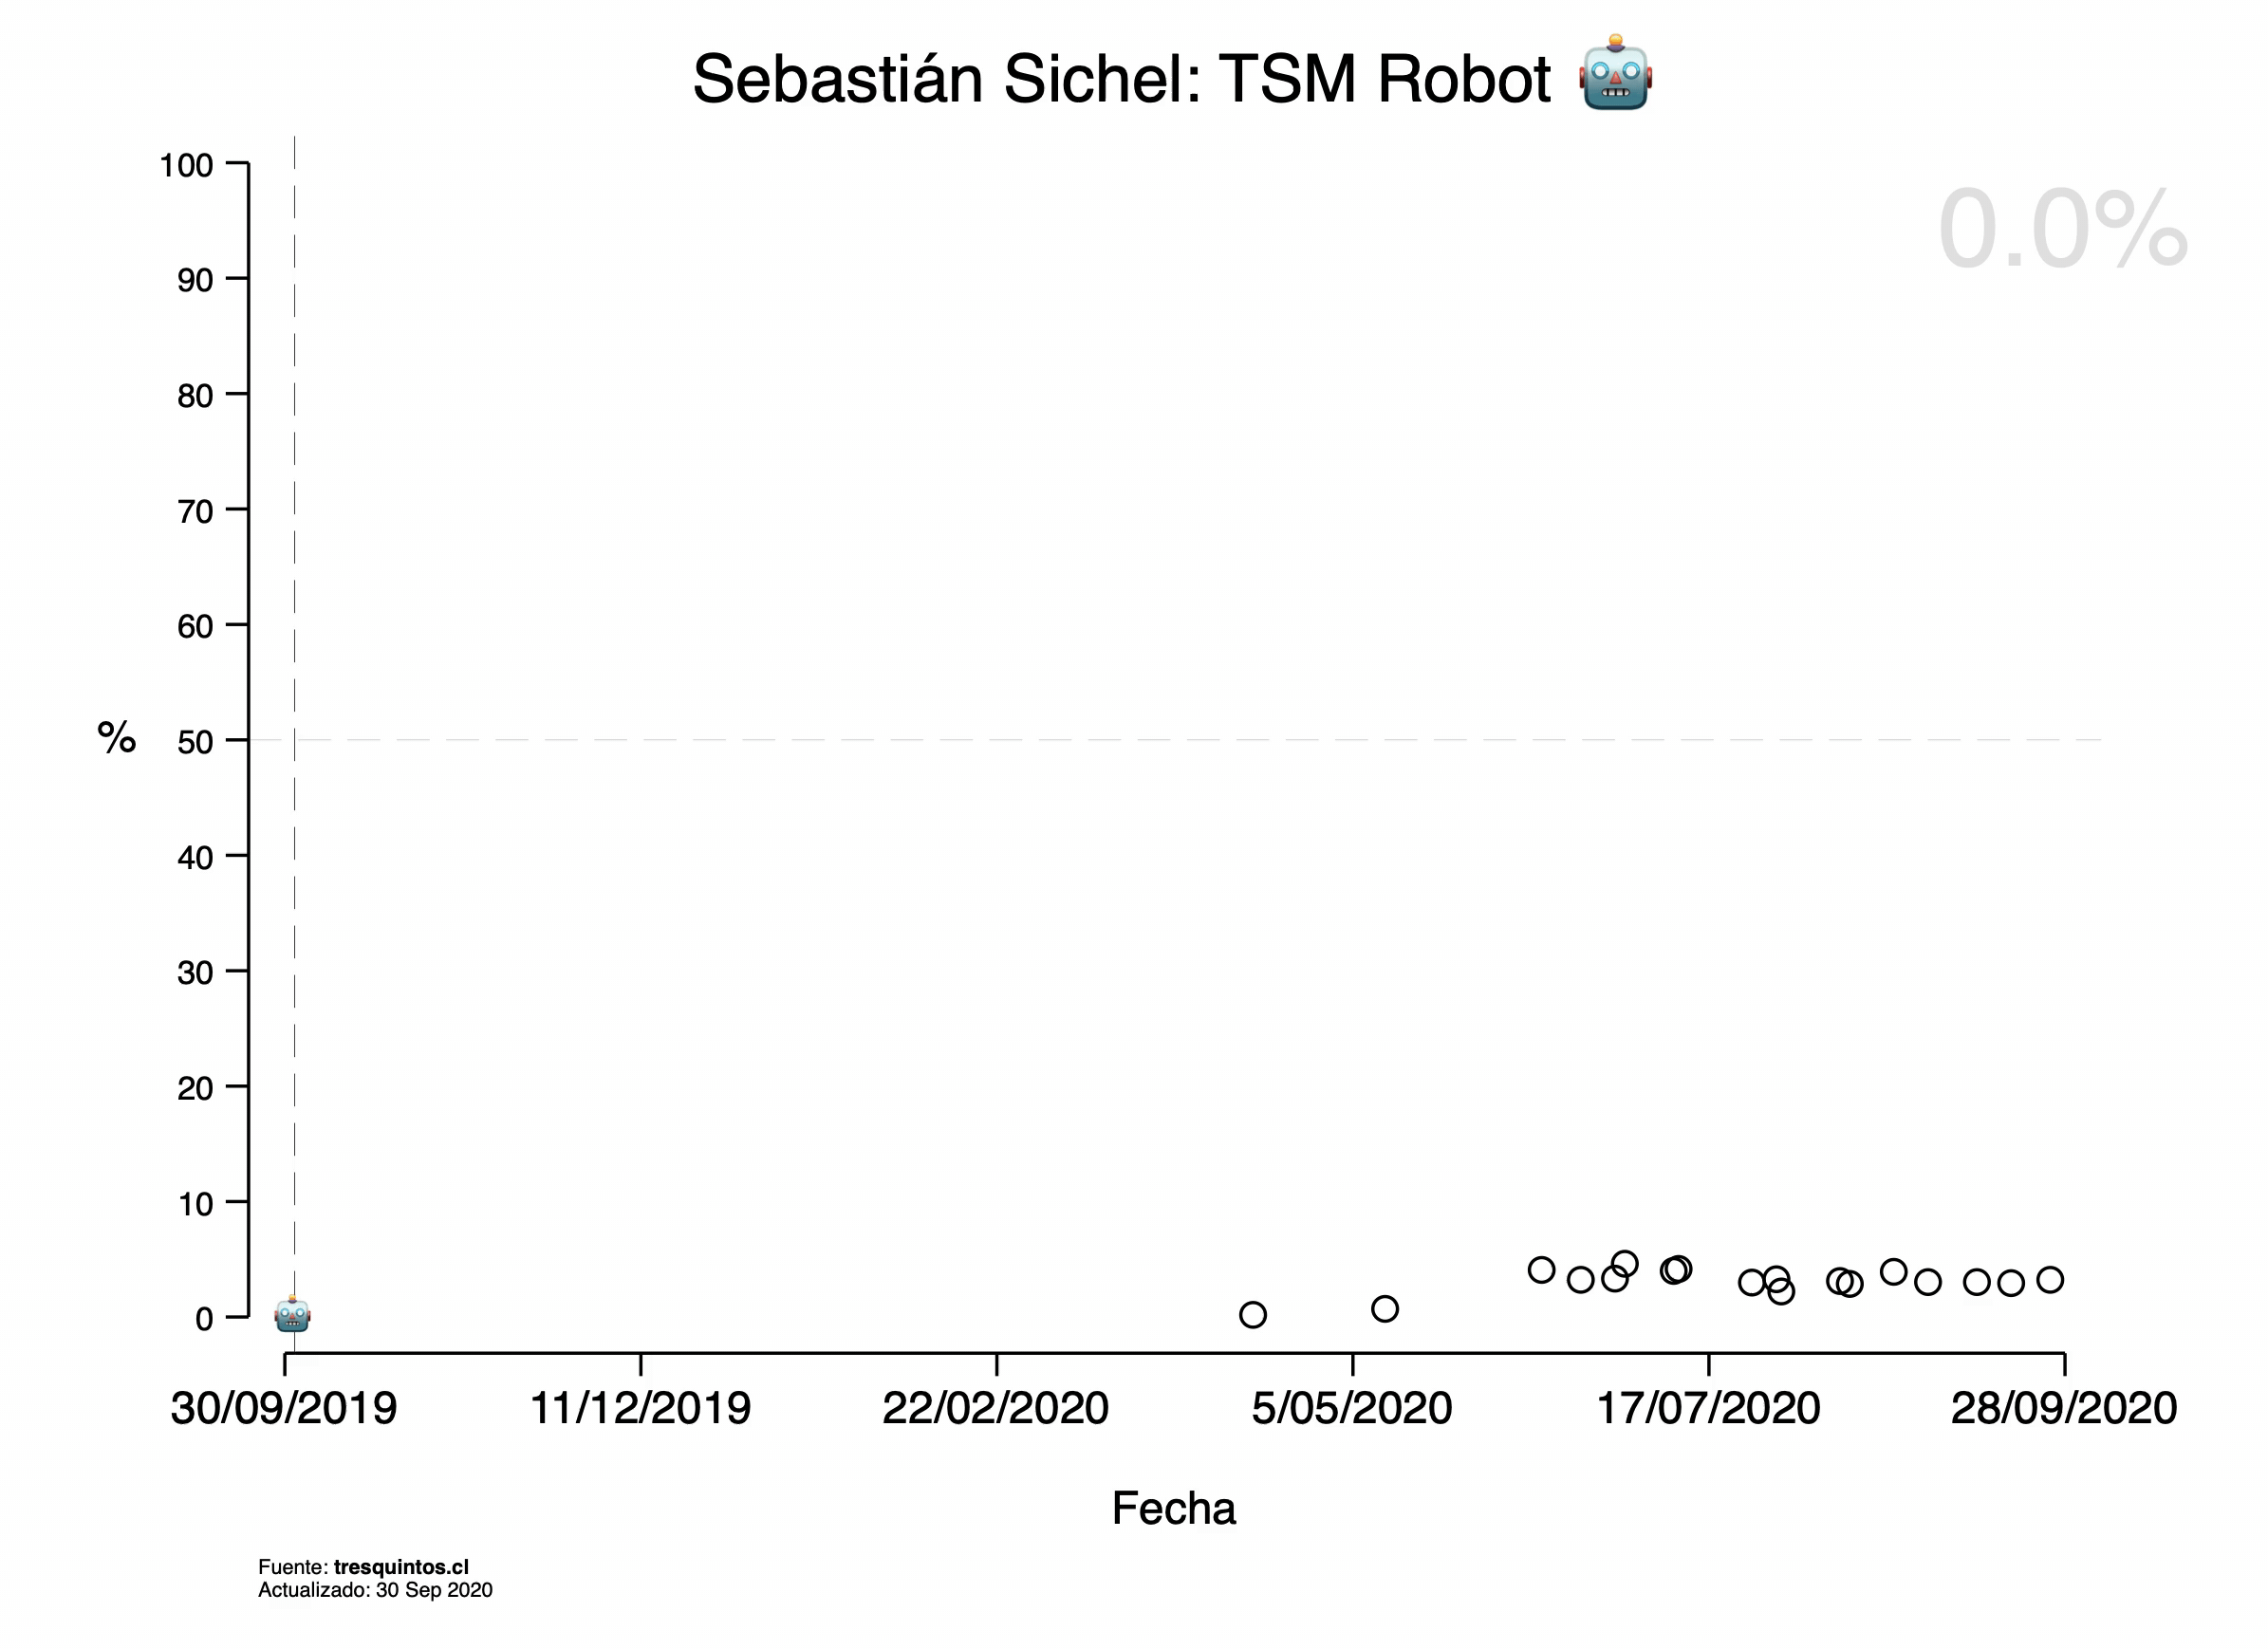 Sebastián Sichel: TSM Robot 🤖
0.0%
100
90
80
70
60
% 50
40
30
20
10
0
30/09/2019 11/12/2019 22/02/2020 5/05/2020 17/07/2020 28/09/2020
Fecha
Fuente: tresquintos.cl
Actualizado: 30 Sep 2020